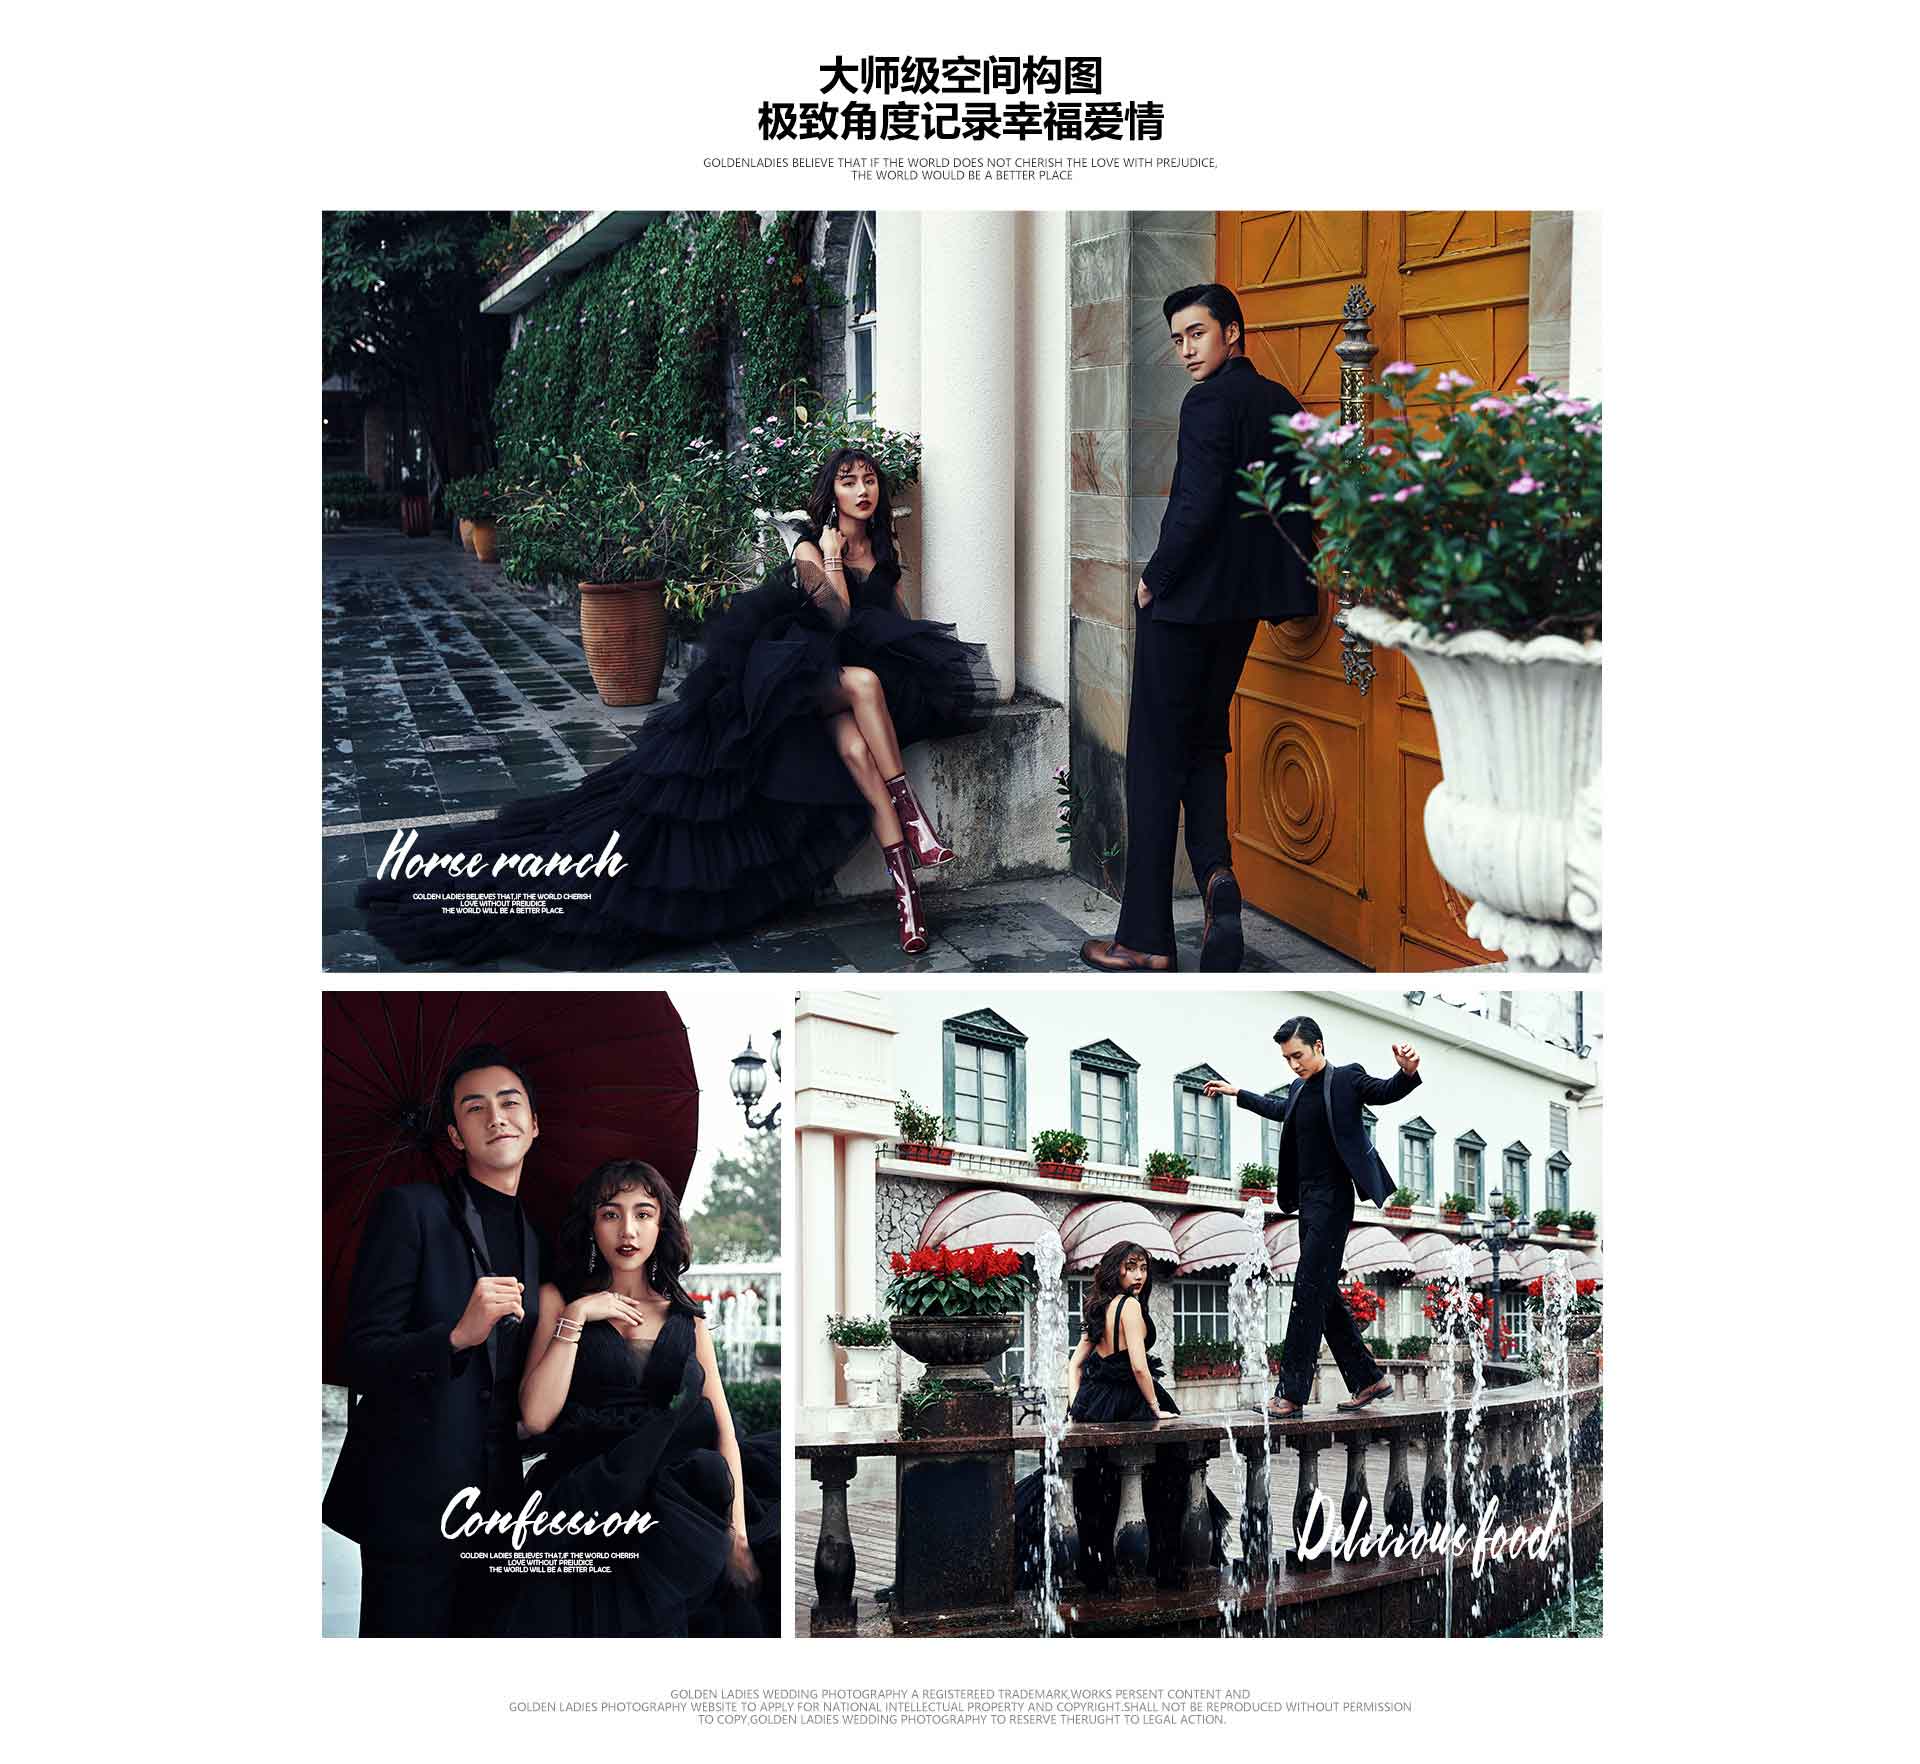 大师级空间构图
极致角度记录幸福爱情
GOLDENLADIES BELIEVE THAT IF THE WORLD DOES NOT CHERISH THE LOVE WITH PREJUDICE,
THE WORLD WOULD BE A BETTER PLACE
Horse ranch
GOLDEN LADIES BELIEVES THAT,IF THE WORLD CHERISH
LOVE WITHOUT PREJUDICE
THE WORLD WILL BE A BETTER PLACE.
Confession
GOLDEN LADIES BELIEVES THAT,IF THE WORLD CHERISH
LOVE WITHOUT PREJUDICE
THE WORLD WILL BE A BETTER PLACE.
Delicious food
GOLDEN LADIES WEDDING PHOTOGRAPHY A REGISTEREED TRADEMARK,WORKS PERSENT CONTENT AND
GOLDEN LADIES PHOTOGRAPHY WEBSITE TO APPLY FOR NATIONAL INTELLECTUAL PROPERTY AND COPYRIGHT.SHALL NOT BE REPRODUCED WITHOUT PERMISSION
TO COPY,GOLDEN LADIES WEDDING PHOTOGRAPHY TO RESERVE THERUGHT TO LEGAL ACTION.